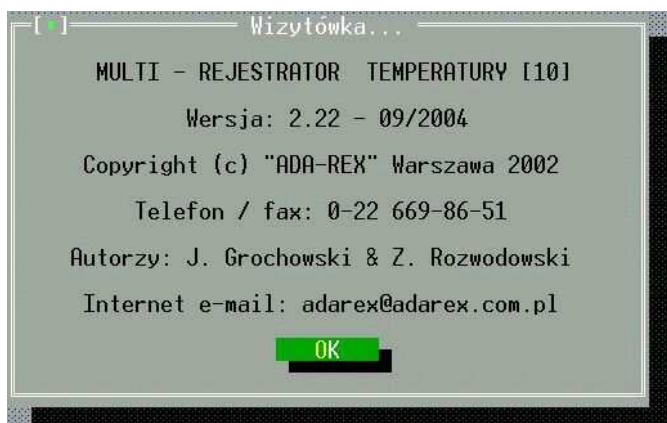 [▪] Wizytówka...
MULTI - REJESTRATOR TEMPERATURY [10]
Wersja: 2.22 - 09/2004
Copyright (c) "ADA-REX" Warszawa 2002
Telefon / fax: 0-22 669-86-51
Autorzy: J. Grochowski & Z. Rozwodowski
Internet e-mail: adarex@adarex.com.pl
OK